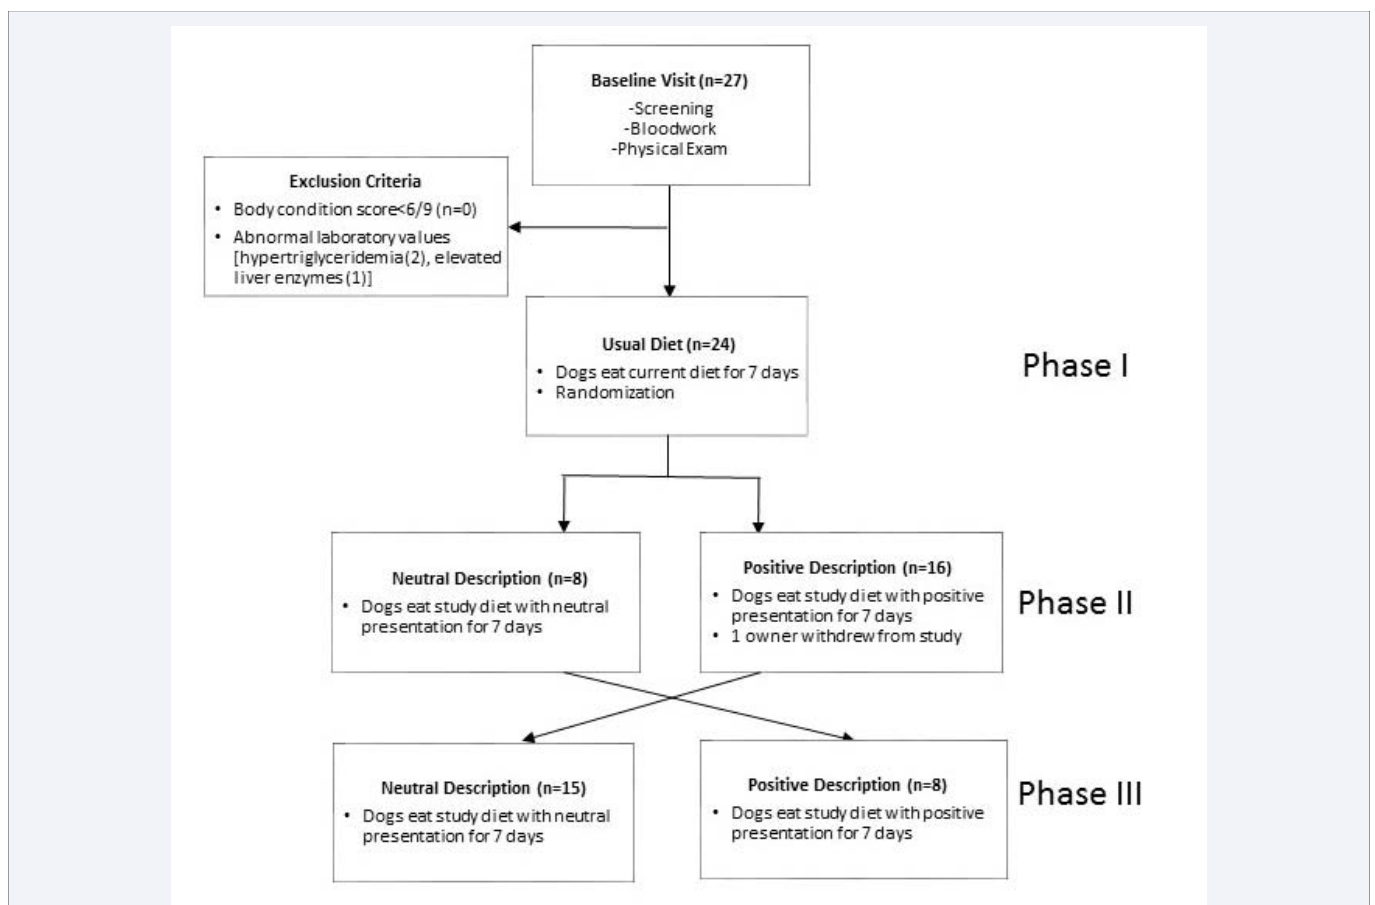 Baseline Visit (n=27)
-Screening
-Bloodwork
-Physical Exam
Exclusion Criteria
• Body condition score<6/9 (n=0)
• Abnormal laboratory values
[hypertriglyceridemia(2), elevated
liver enzymes(1)]
Usual Diet (n=24)
• Dogs eat current diet for 7 days
• Randomization
Phase I
Neutral Description (n=8)
• Dogs eat study diet with neutral
presentation for 7 days
Positive Description (n=16)
• Dogs eat study diet with positive
presentation for 7 days
• 1 owner withdrew from study
Phase II
Neutral Description (n=15)
• Dogs eat study diet with neutral
presentation for 7 days
Positive Description (n=8)
• Dogs eat study diet with positive
presentation for 7 days
Phase III